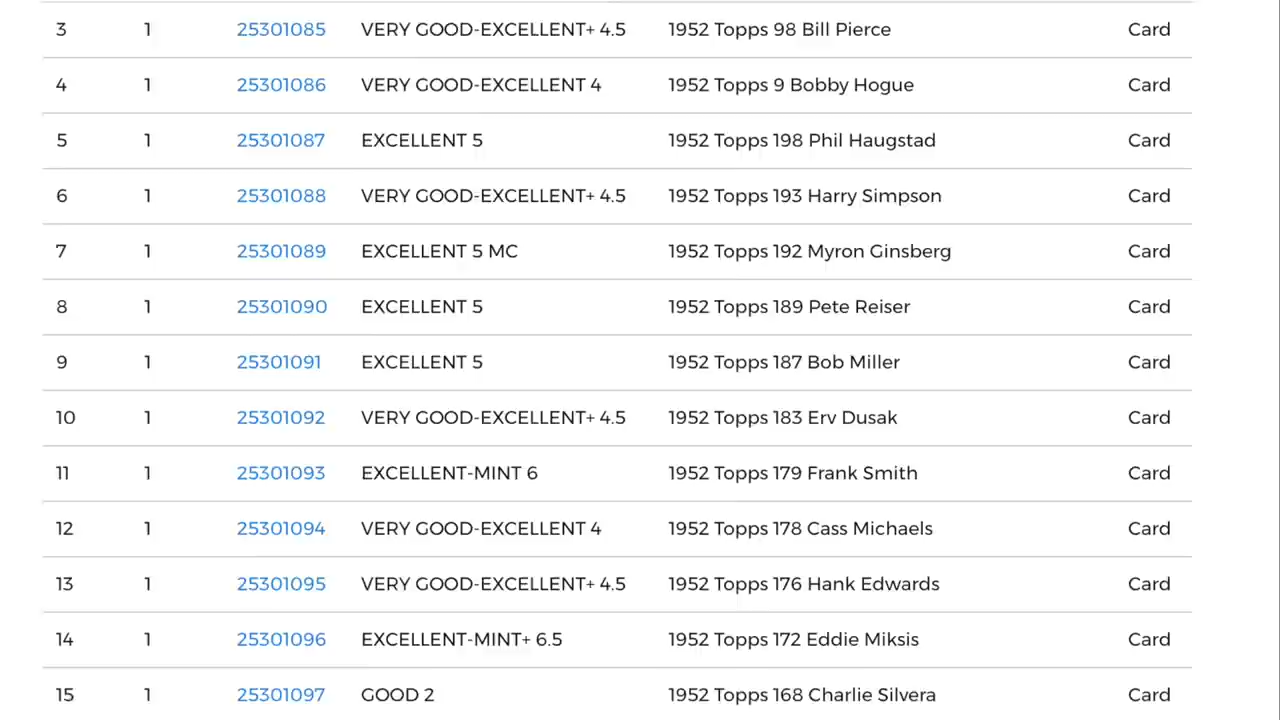 3 1 25301085 VERY GOOD-EXCELLENT+ 4.5 1952 Topps 98 Bill Pierce Card
4 1 25301086 VERY GOOD-EXCELLENT 4 1952 Topps 9 Bobby Hogue Card
5 1 25301087 EXCELLENT 5 1952 Topps 198 Phil Haugstad Card
6 1 25301088 VERY GOOD-EXCELLENT+ 4.5 1952 Topps 193 Harry Simpson Card
7 1 25301089 EXCELLENT 5 MC 1952 Topps 192 Myron Ginsberg Card
8 1 25301090 EXCELLENT 5 1952 Topps 189 Pete Reiser Card
9 1 25301091 EXCELLENT 5 1952 Topps 187 Bob Miller Card
10 1 25301092 VERY GOOD-EXCELLENT+ 4.5 1952 Topps 183 Erv Dusak Card
11 1 25301093 EXCELLENT-MINT 6 1952 Topps 179 Frank Smith Card
12 1 25301094 VERY GOOD-EXCELLENT 4 1952 Topps 178 Cass Michaels Card
13 1 25301095 VERY GOOD-EXCELLENT+ 4.5 1952 Topps 176 Hank Edwards Card
14 1 25301096 EXCELLENT-MINT+ 6.5 1952 Topps 172 Eddie Miksis Card
15 1 25301097 GOOD 2 1952 Topps 168 Charlie Silvera Card